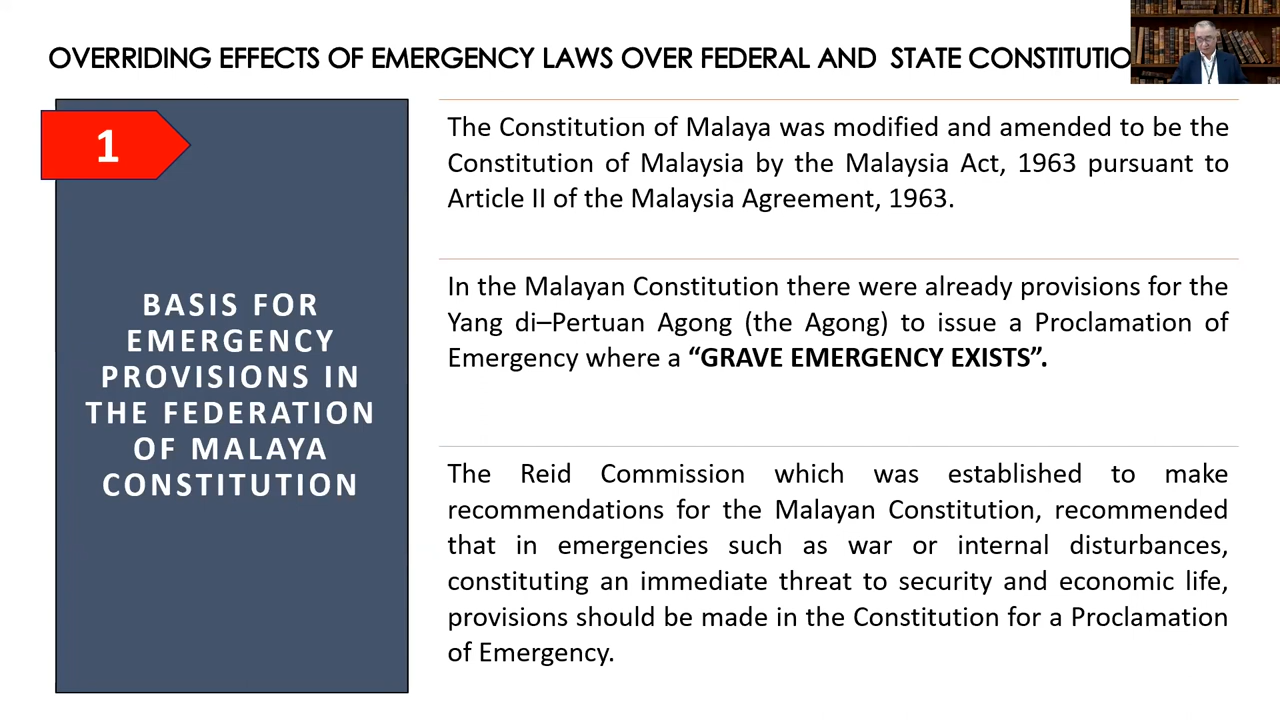 OVERRIDING EFFECTS OF EMERGENCY LAWS OVER FEDERAL AND STATE CONSTITUTIO
1
BASIS FOR
EMERGENCY
PROVISIONS IN
THE FEDERATION
OF MALAYA
CONSTITUTION
The Constitution of Malaya was modified and amended to be the
Constitution of Malaysia by the Malaysia Act, 1963 pursuant to
Article II of the Malaysia Agreement, 1963.
In the Malayan Constitution there were already provisions for the
Yang di–Pertuan Agong (the Agong) to issue a Proclamation of
Emergency where a “GRAVE EMERGENCY EXISTS”.
The Reid Commission which was established to make
recommendations for the Malayan Constitution, recommended
that in emergencies such as war or internal disturbances,
constituting an immediate threat to security and economic life,
provisions should be made in the Constitution for a Proclamation
of Emergency.